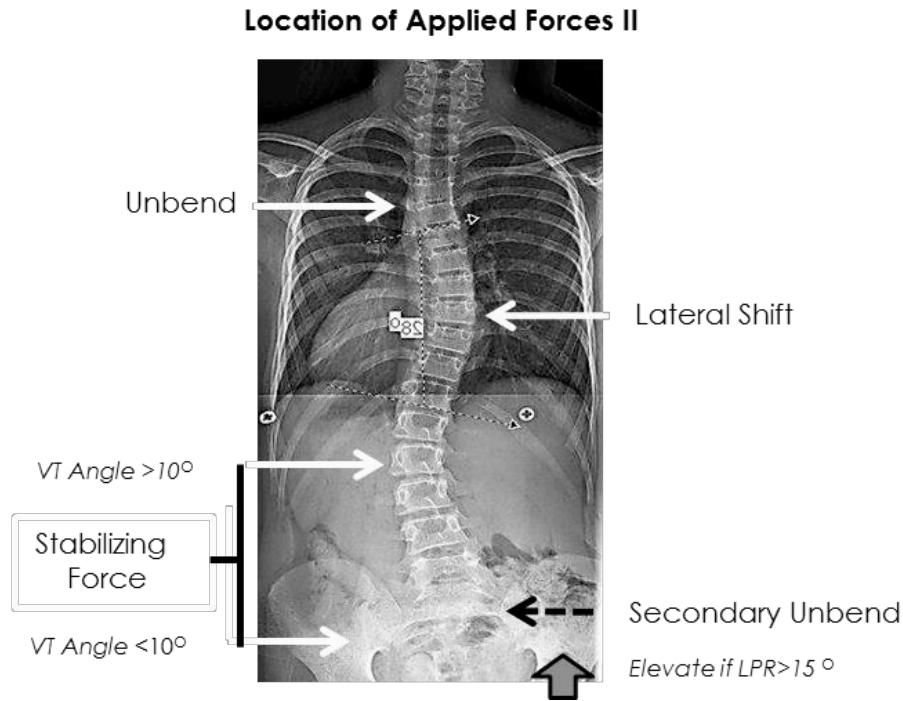 Location of Applied Forces II
Unbend
Lateral Shift
28°
VT Angle >10°
Stabilizing
Force
VT Angle <10°
Secondary Unbend
Elevate if LPR>15 °